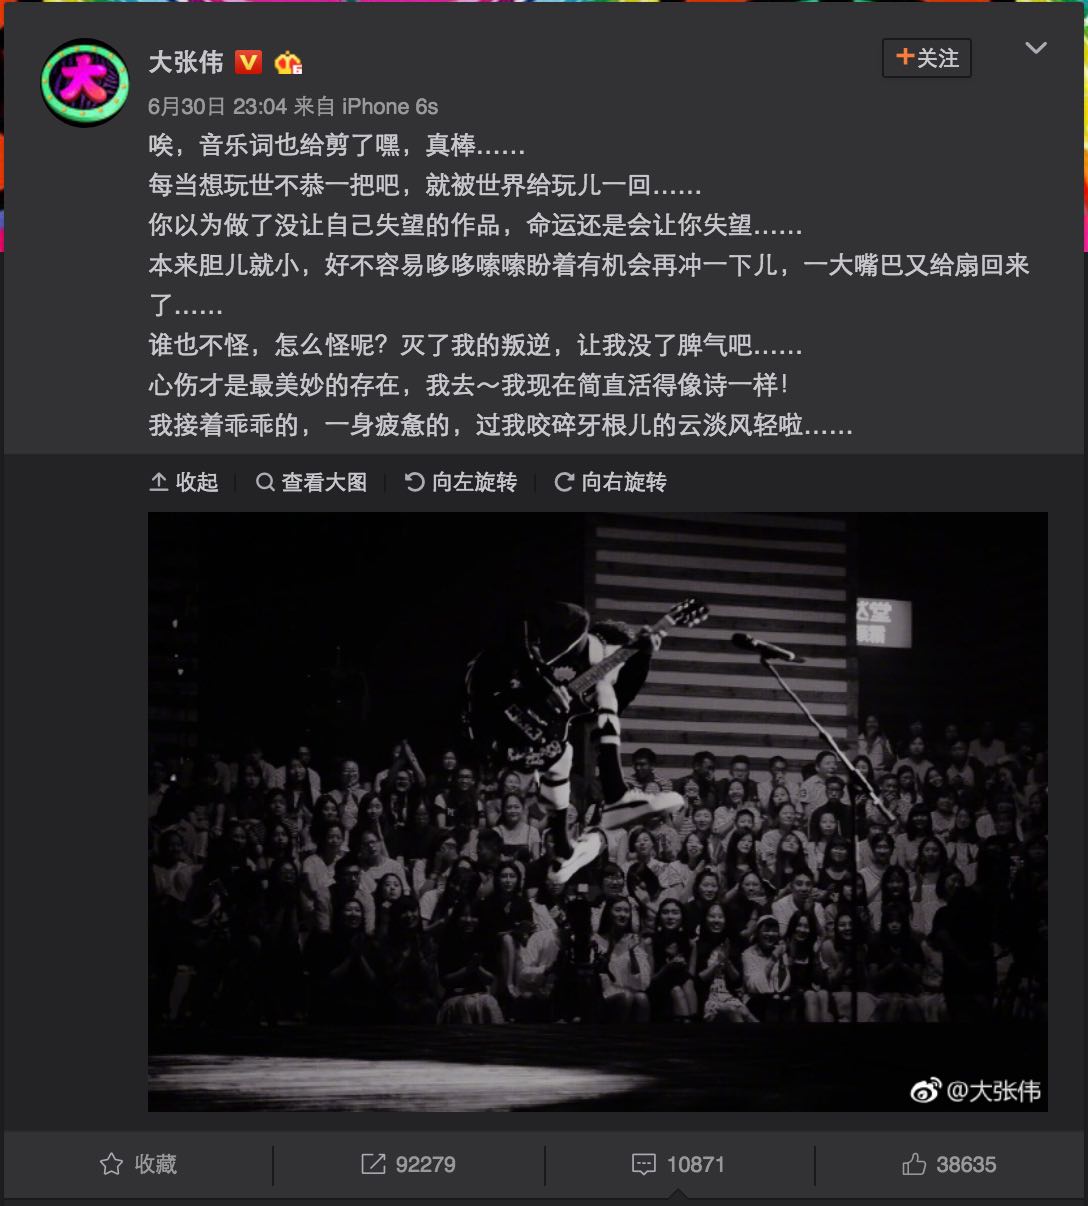 大
大张伟
V
6
+关注
6月30日 23:04 来自 iPhone 6s
唉，音乐词也给剪了嘿，真棒……
每当想玩世不恭一把吧，就被世界给玩儿一回……
你以为做了没让自己失望的作品，命运还是会让你失望……
本来胆儿就小，好不容易哆哆嗦嗦盼着有机会再冲一下儿，一大嘴巴又给扇回来
了……
谁也不怪，怎么怪呢？灭了我的叛逆，让我没了脾气吧……
心伤才是最美妙的存在，我去～我现在简直活得像诗一样！
我接着乖乖的，一身疲惫的，过我咬碎牙根儿的云淡风轻啦……
收起
查看大图
向左旋转
向右旋转
@大张伟
收藏
92279
10871
38635